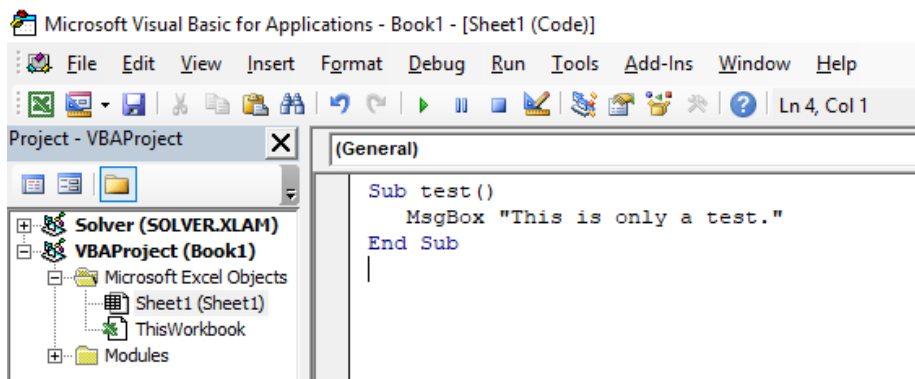 Microsoft Visual Basic for Applications - Book1 - [Sheet1 (Code)]
File Edit View Insert Format Debug Run Tools Add-Ins Window Help
Ln 4, Col 1
Project - VBAProject
(General)
Solver (SOLVER.XLAM)
VBAProject (Book1)
Microsoft Excel Objects
Sheet1 (Sheet1)
ThisWorkbook
Modules
Sub test()
MsgBox "This is only a test."
End Sub